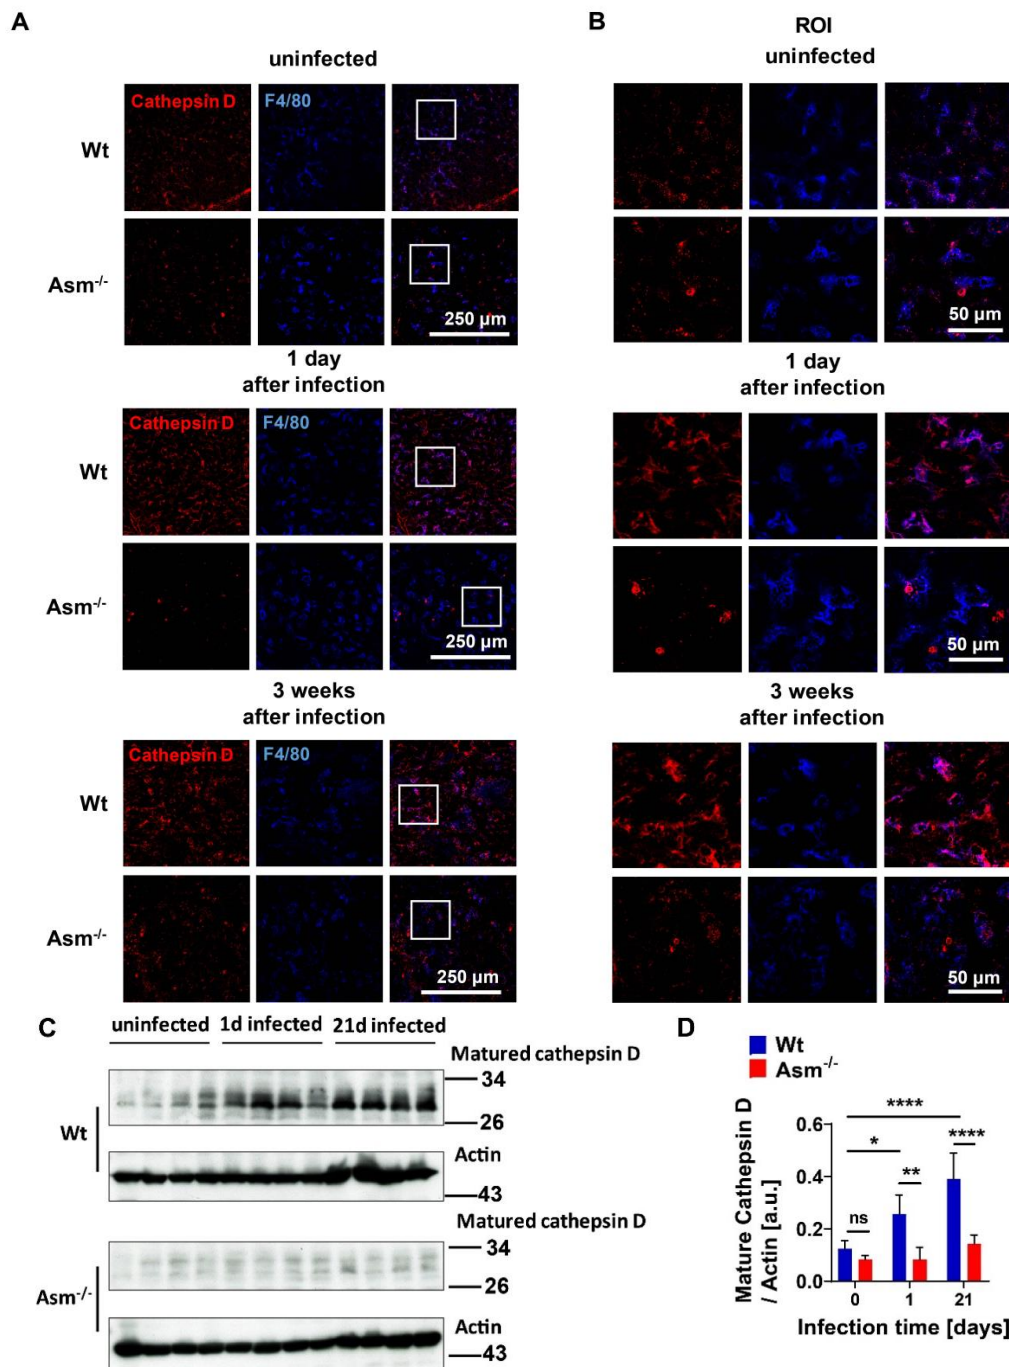 A
uninfected
Cathepsin D
F4/80
Wt
Asm-/-
250 µm
1 day
after infection
Cathepsin D
F4/80
Wt
Asm-/-
250 µm
3 weeks
after infection
Cathepsin D
F4/80
Wt
Asm-/-
250 µm
B
ROI
uninfected
50 µm
1 day
after infection
50 µm
3 weeks
after infection
50 µm
C
uninfected 1d infected 21d infected
Matured cathepsin D
34
26
Wt
Actin
43
Matured cathepsin D
34
26
Asm-/-
Actin
43
D
Wt
Asm-/-
Mature Cathepsin D
/ Actin [a.u.]
0.6
0.4
0.2
0.0
****
* ****
**
ns
0 1 21
Infection time [days]